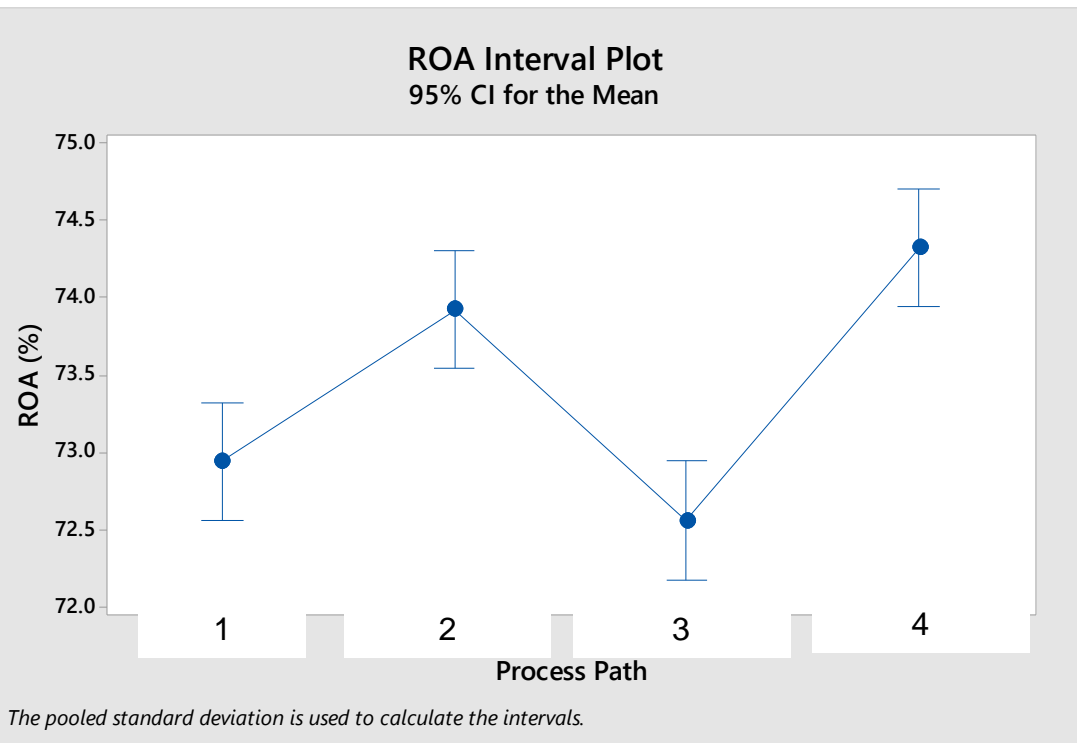 ROA Interval Plot
95% CI for the Mean
75.0
74.5
74.0
73.5
73.0
72.5
72.0
ROA (%)
1 2 3 4
Process Path
The pooled standard deviation is used to calculate the intervals.